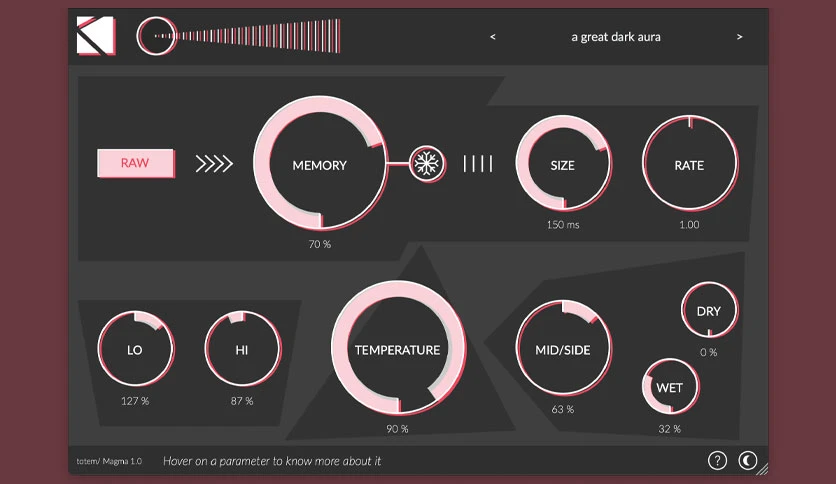 < a great dark aura >
RAW
MEMORY
SIZE
RATE
70 %
150 ms
1.00
LO
HI
TEMPERATURE
MID/SIDE
DRY
0 %
WET
127 %
87 %
90 %
63 %
32 %
totem/ Magma 1.0
Hover on a parameter to know more about it
?